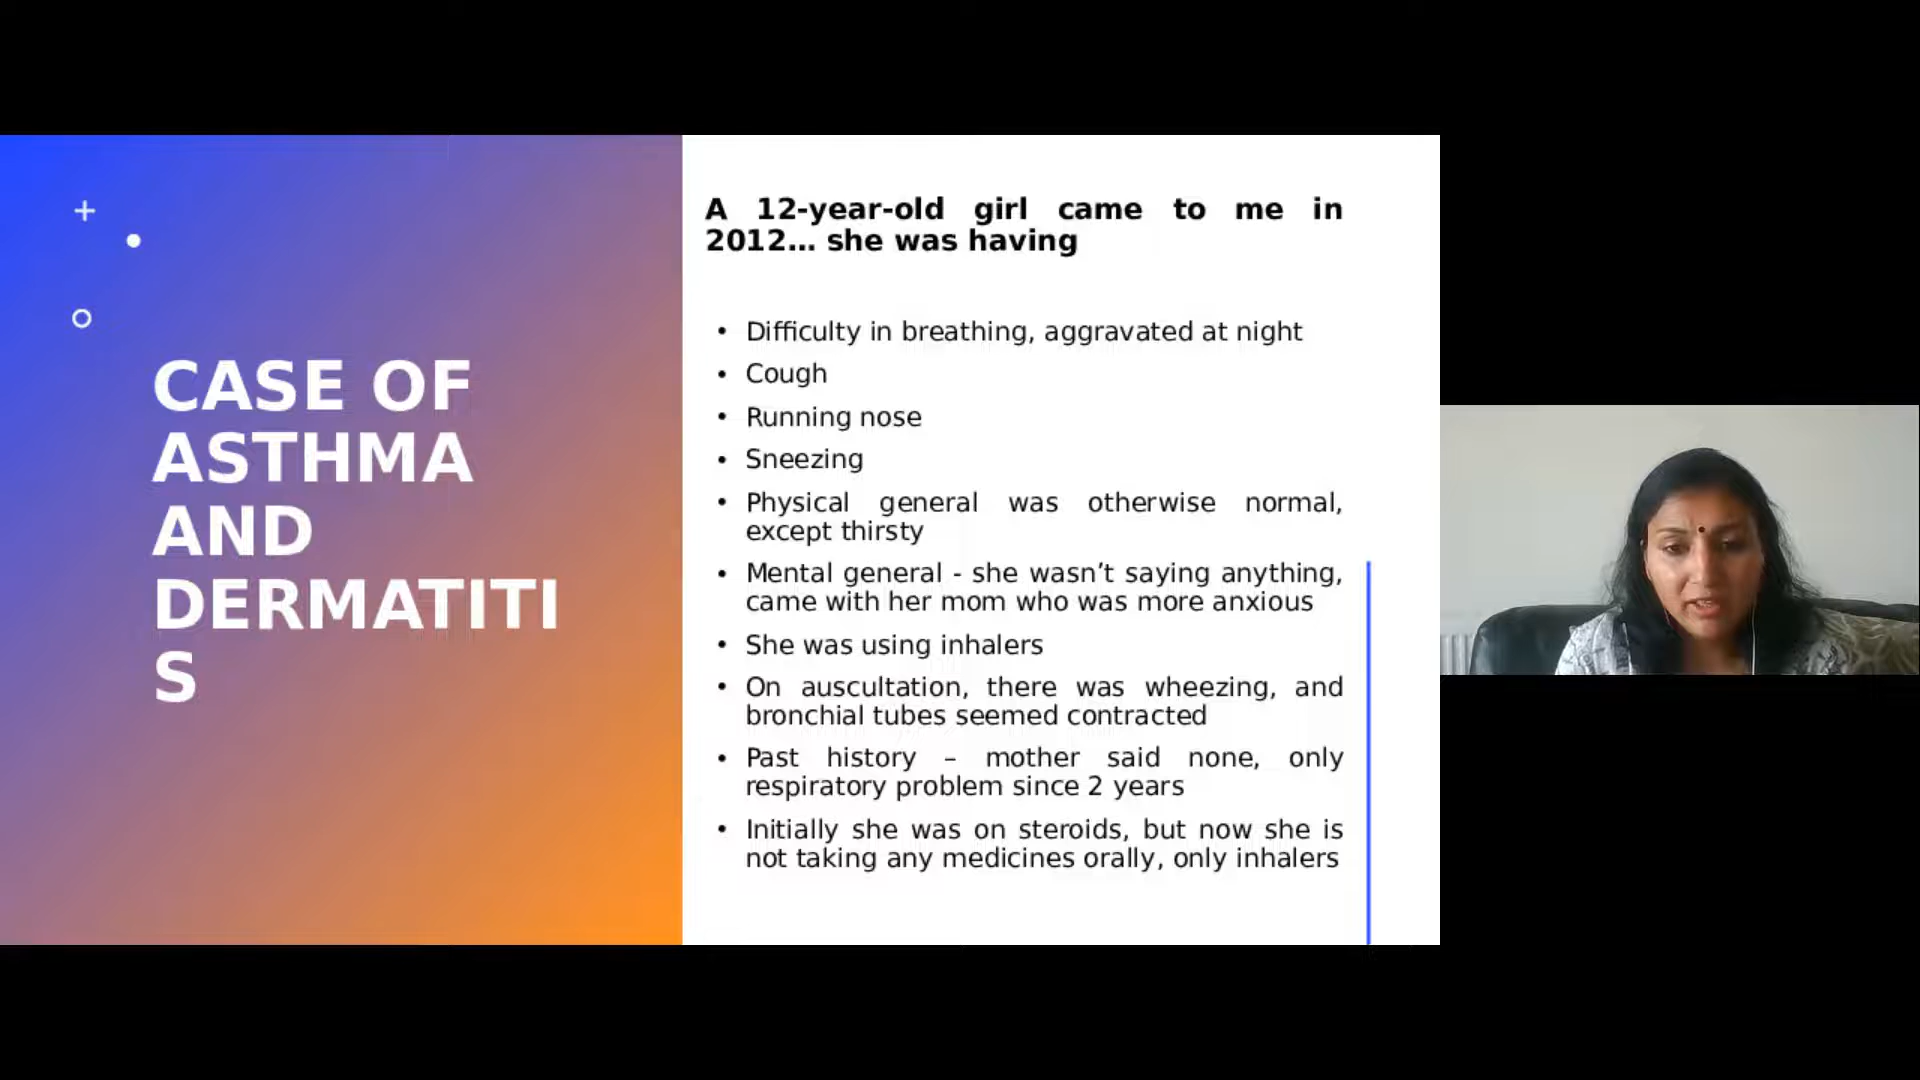 CASE OF
ASTHMA
AND
DERMATITI
S
A 12-year-old girl came to me in
2012... she was having
• Difficulty in breathing, aggravated at night
• Cough
• Running nose
• Sneezing
• Physical general was otherwise normal,
except thirsty
• Mental general - she wasn’t saying anything,
came with her mom who was more anxious
• She was using inhalers
• On auscultation, there was wheezing, and
bronchial tubes seemed contracted
• Past history – mother said none, only
respiratory problem since 2 years
• Initially she was on steroids, but now she is
not taking any medicines orally, only inhalers